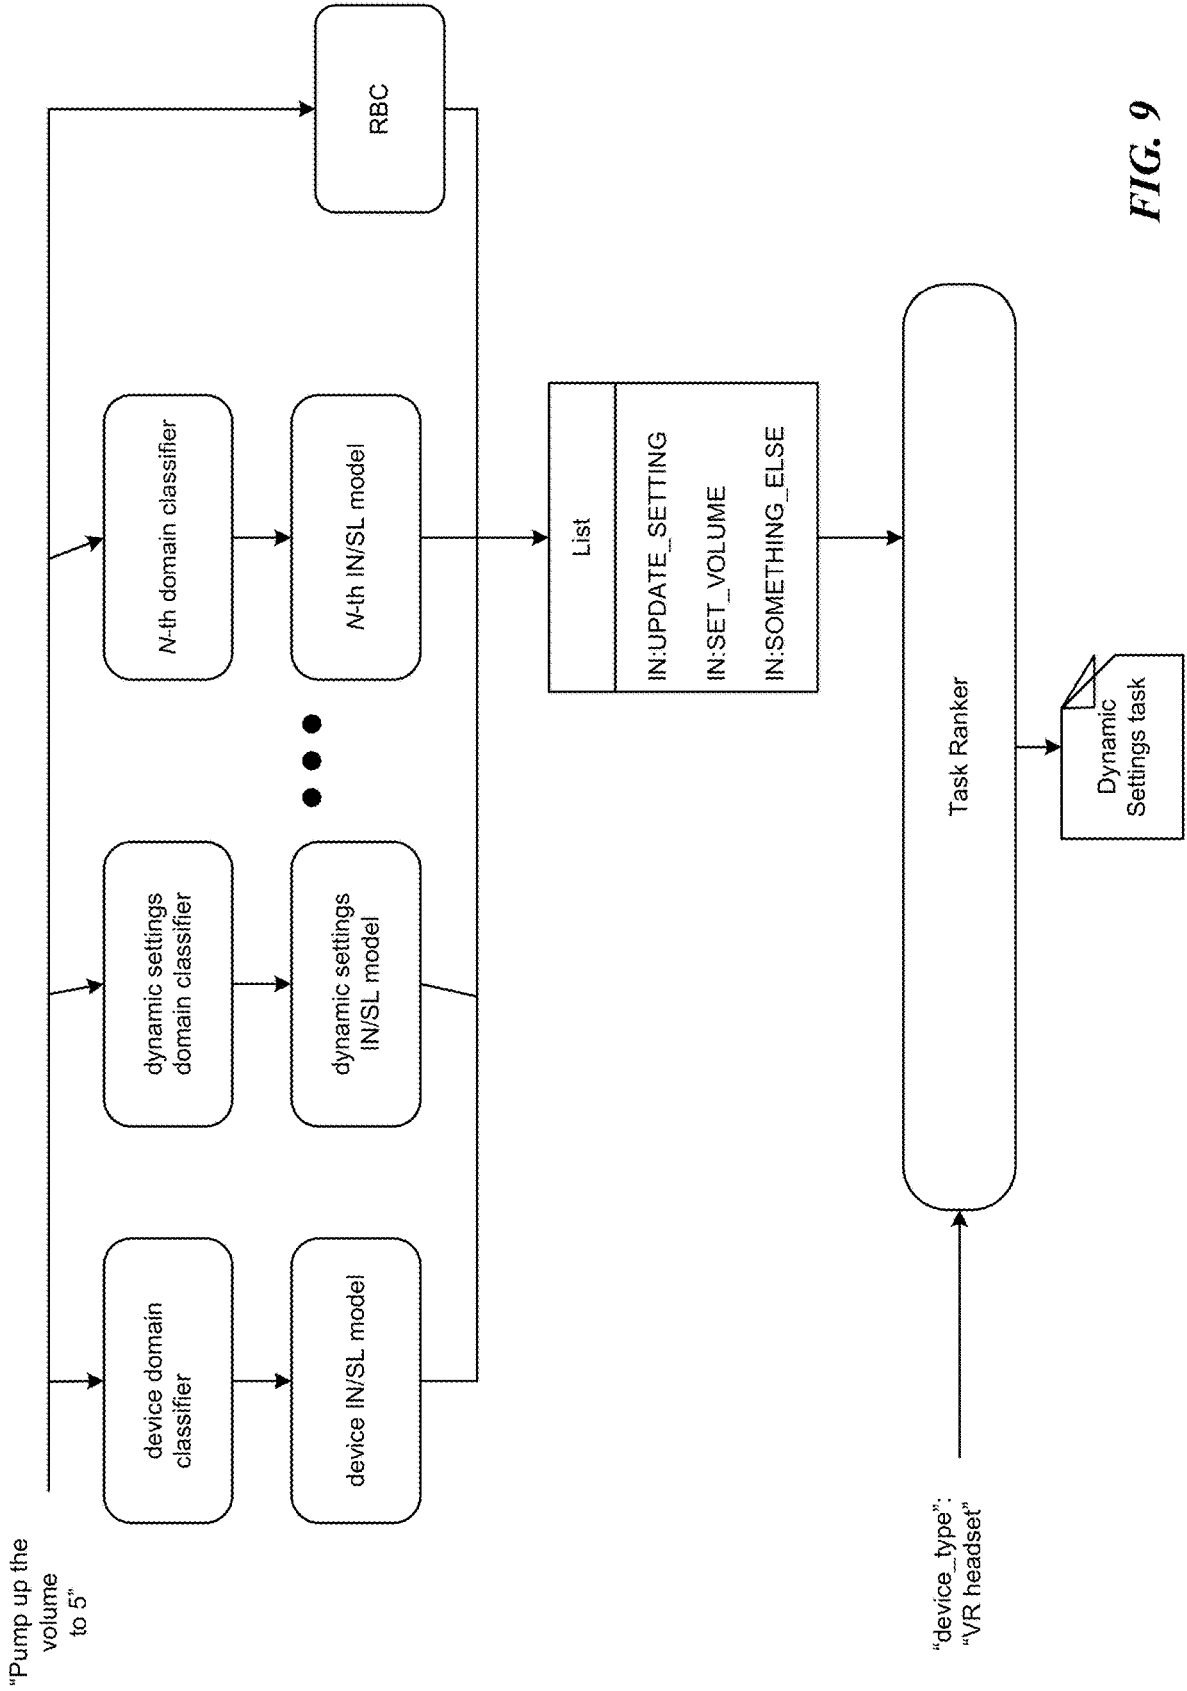 "Pump up the
volume
to 5"
device domain
classifier
dynamic settings
domain classifier
N-th domain classifier
device IN/SL model
dynamic settings
IN/SL model
N-th IN/SL model
RBC
List
IN:UPDATE_SETTING
IN:SET_VOLUME
IN:SOMETHING_ELSE
"device_type":
"VR headset"
Task Ranker
Dynamic
Settings task
FIG. 9